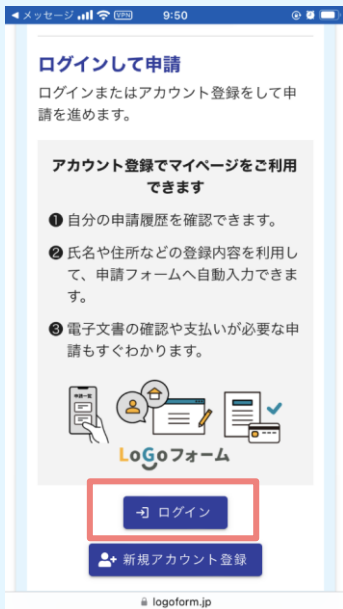 ◀メッセージ VPN 9:50
ログインして申請
ログインまたはアカウント登録をして申
請を進めます。
アカウント登録でマイページをご利用
できます
❶ 自分の申請履歴を確認できます。
❷ 氏名や住所などの登録内容を利用し
て、申請フォームへ自動入力できま
す。
❸ 電子文書の確認や支払いが必要な申
請もすぐわかります。
申請一覧
LoGoフォーム
ログイン
新規アカウント登録
logoform.jp